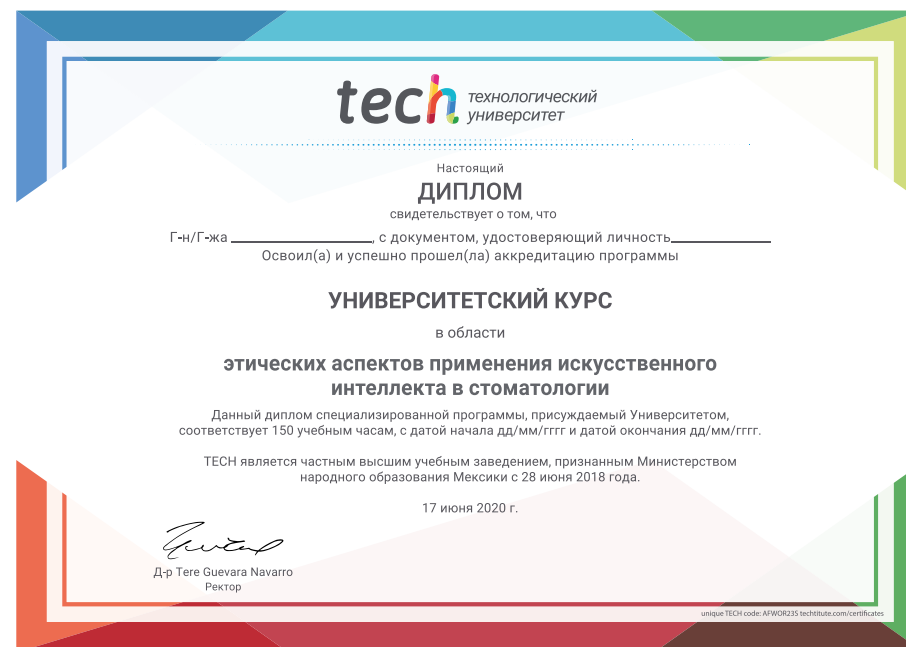 tech технологический
университет
Настоящий
ДИПЛОМ
свидетельствует о том, что
Г-н/Г-жа ____________________, с документом, удостоверяющий личность______________
Освоил(а) и успешно прошел(ла) аккредитацию программы
УНИВЕРСИТЕТСКИЙ КУРС
в области
этических аспектов применения искусственного
интеллекта в стоматологии
Данный диплом специализированной программы, присуждаемый Университетом,
соответствует 150 учебным часам, с датой начала дд/мм/гггг и датой окончания дд/мм/гггг.
TECH является частным высшим учебным заведением, признанным Министерством
народного образования Мексики с 28 июня 2018 года.
17 июня 2020 г.
Д-р Tere Guevara Navarro
Ректор
unique TECH code: AFWOR23S techtitute.com/certificates